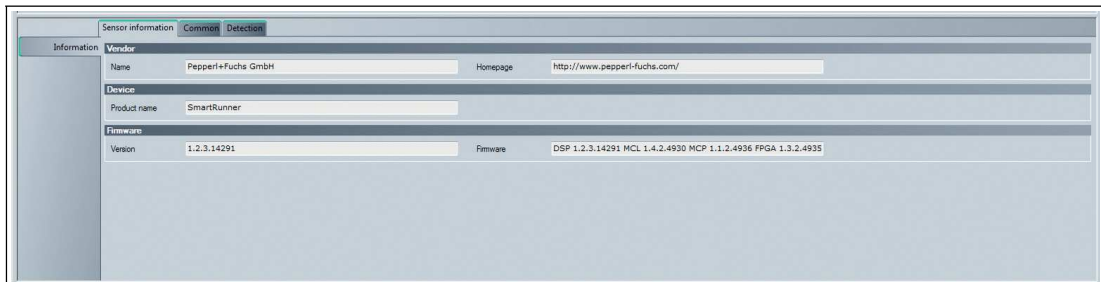 Sensor information Common Detection
Information Vendor
Name Pepperl+Fuchs GmbH Homepage http://www.pepperl-fuchs.com/
Device
Product name SmartRunner
Firmware
Version 1.2.3.14291 Firmware DSP 1.2.3.14291 MCL 1.4.2.4930 MCP 1.1.2.4936 FPGA 1.3.2.4935